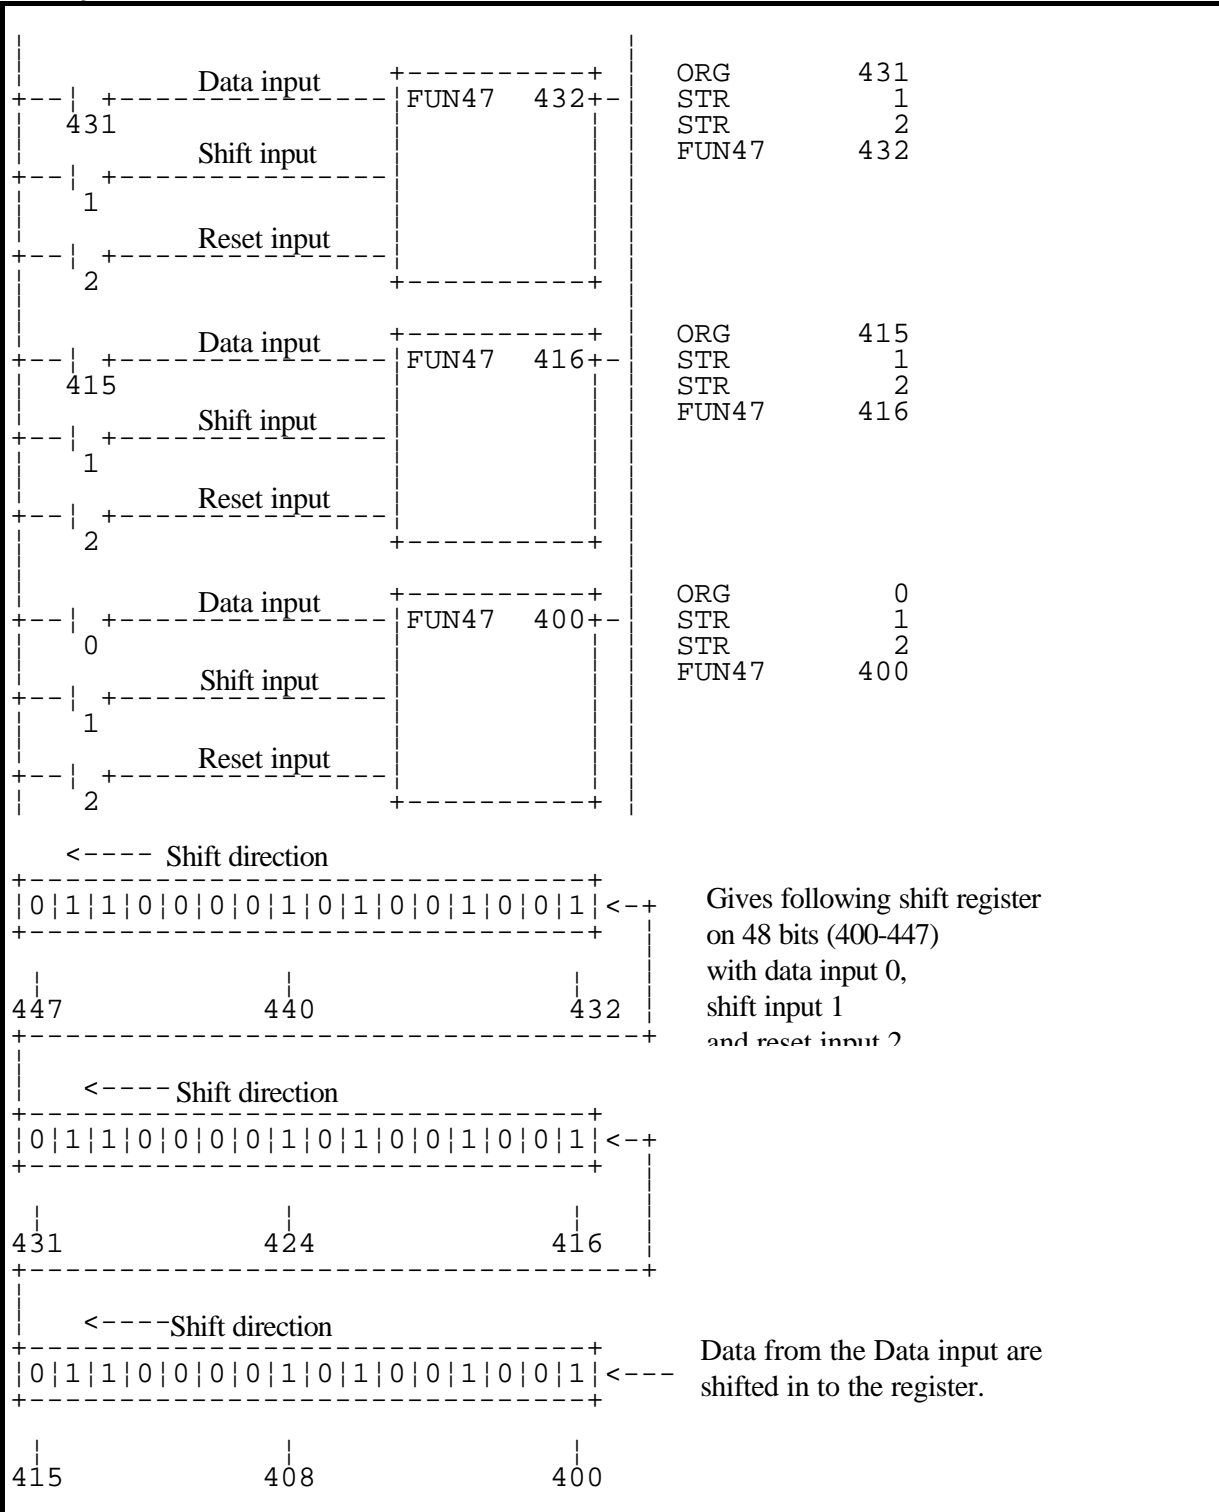 Data input FUN47 432 ORG 431
431 STR 1
STR 2
Shift input FUN47 432
1
Reset input
2
Data input FUN47 416 ORG 415
415 STR 1
STR 2
Shift input FUN47 416
1
Reset input
2
Data input FUN47 400 ORG 0
0 STR 1
STR 2
Shift input FUN47 400
1
Reset input
2
<---- Shift direction
|0|1|1|0|0|0|0|1|0|1|0|0|1|0|0|1|<-+
447 440 432
Gives following shift register
on 48 bits (400-447)
with data input 0,
shift input 1
and reset input 2
<---- Shift direction
|0|1|1|0|0|0|0|1|0|1|0|0|1|0|0|1|<-+
431 424 416
<---- Shift direction
|0|1|1|0|0|0|0|1|0|1|0|0|1|0|0|1|<---
415 408 400
Data from the Data input are
shifted in to the register.